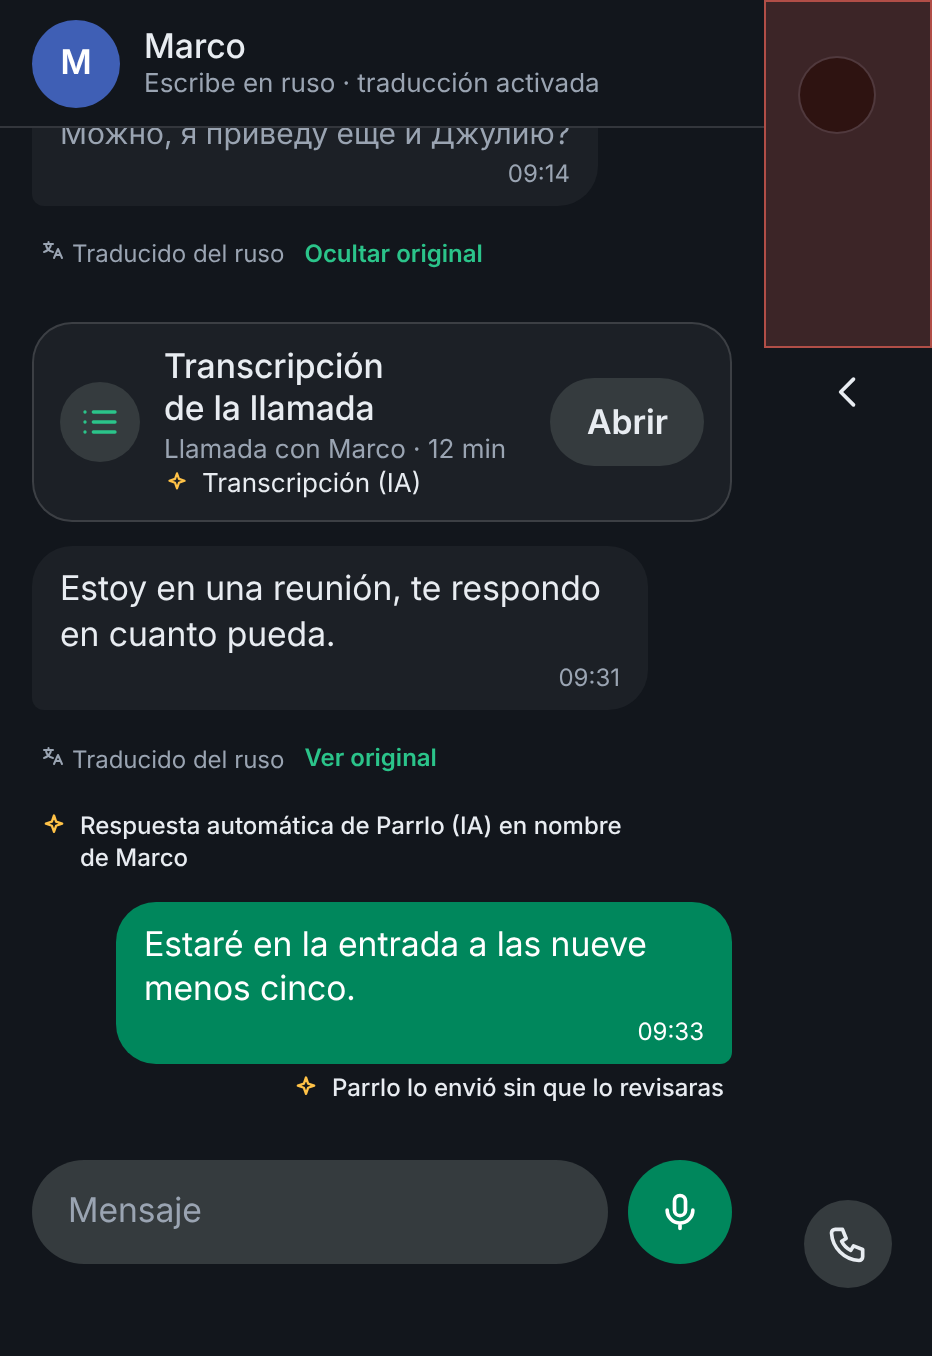 M
Marco
Escribe en ruso · traducción activada
Можно, я приведу ещё и Джулию?
09:14
Traducido del ruso Ocultar original
Transcripción
de la llamada
Llamada con Marco · 12 min
Transcripción (IA)
Abrir
Estoy en una reunión, te respondo
en cuanto pueda.
09:31
Traducido del ruso Ver original
Respuesta automática de Parrlo (IA) en nombre
de Marco
Estaré en la entrada a las nueve
menos cinco.
09:33
Parrlo lo envió sin que lo revisaras
Mensaje